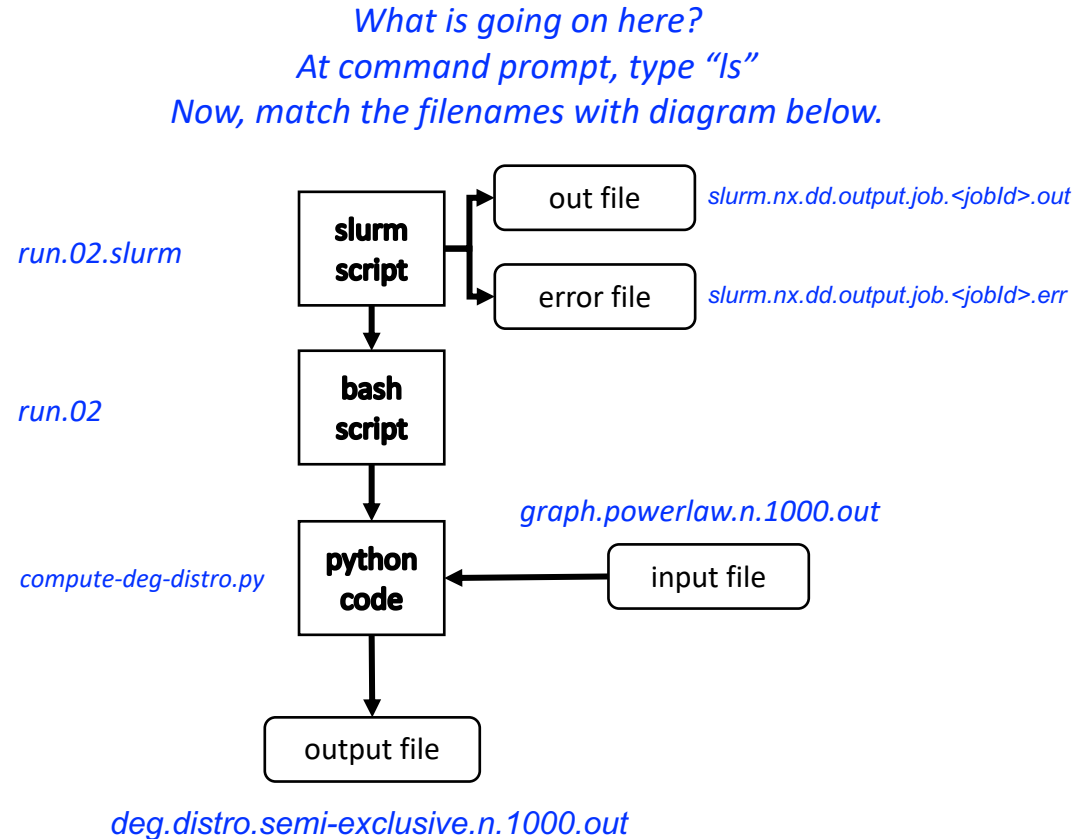 What is going on here?
At command prompt, type “ls”
Now, match the filenames with diagram below.
out file
slurm.nx.dd.output.job.<jobId>.out
run.02.slurm
slurm
script
error file
slurm.nx.dd.output.job.<jobId>.err
run.02
bash
script
graph.powerlaw.n.1000.out
compute-deg-distro.py
python
code
input file
output file
deg.distro.semi-exclusive.n.1000.out